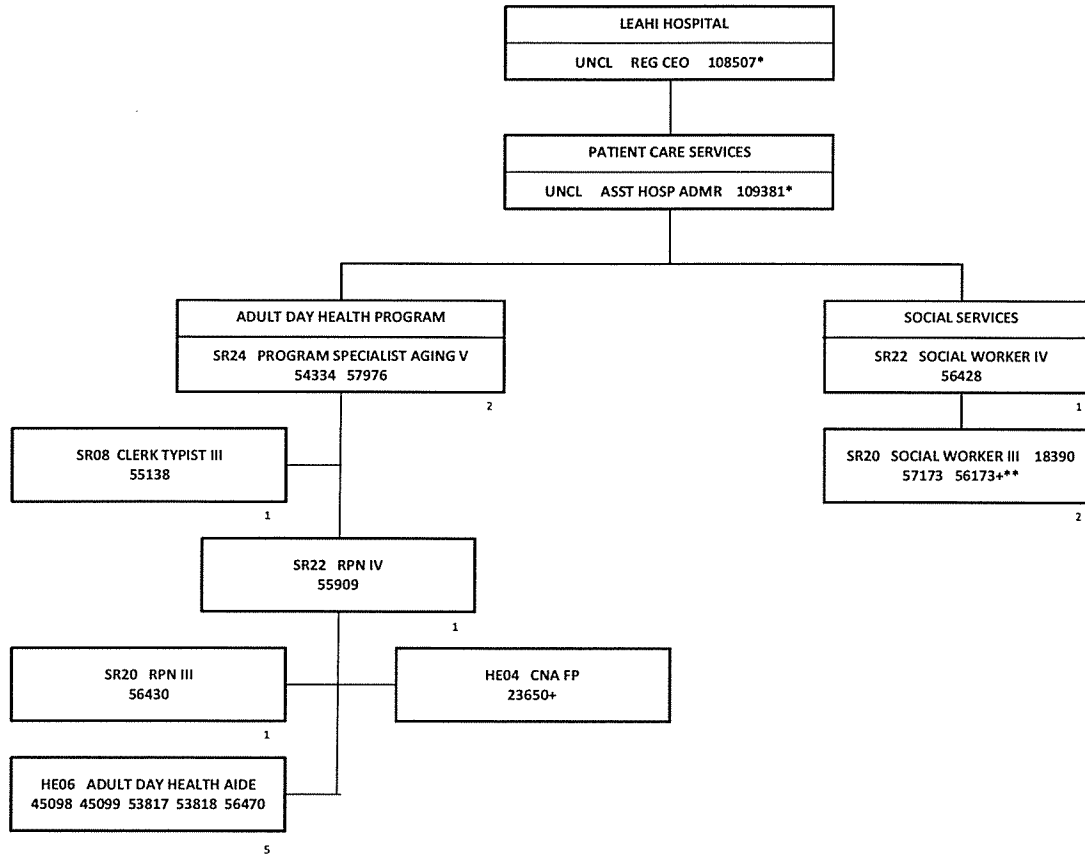 LEAHI HOSPITAL
UNCL REG CEO 108507*
PATIENT CARE SERVICES
UNCL ASST HOSP ADMR 109381*
ADULT DAY HEALTH PROGRAM
SR24 PROGRAM SPECIALIST AGING V
54334 57976
2
SOCIAL SERVICES
SR22 SOCIAL WORKER IV
56428
1
SR08 CLERK TYPIST III
55138
1
SR20 SOCIAL WORKER III 18390
57173 56173+**
2
SR22 RPN IV
55909
1
SR20 RPN III
56430
1
HE04 CNA FP
23650+
HE06 ADULT DAY HEALTH AIDE
45098 45099 53817 53818 56470
5